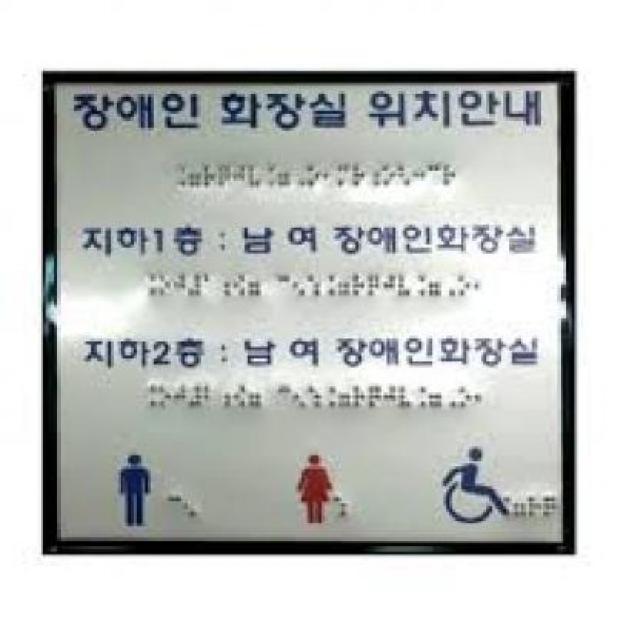 장애인 화장실 위치안내
지하1층 : 남 여 장애인화장실
지하2층 : 남 여 장애인화장실